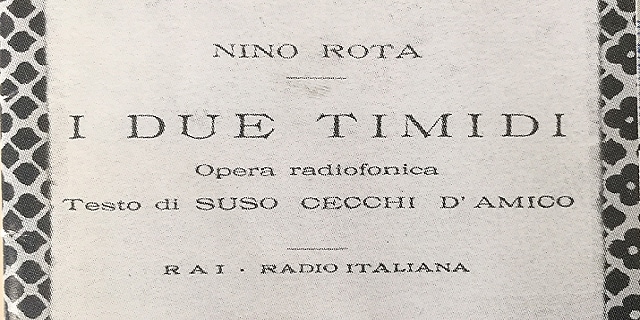 NINO ROTA
I DUE TIMIDI
Opera radiofonica
Testo di SUSO CECCHI D'AMICO
RAI · RADIO ITALIANA